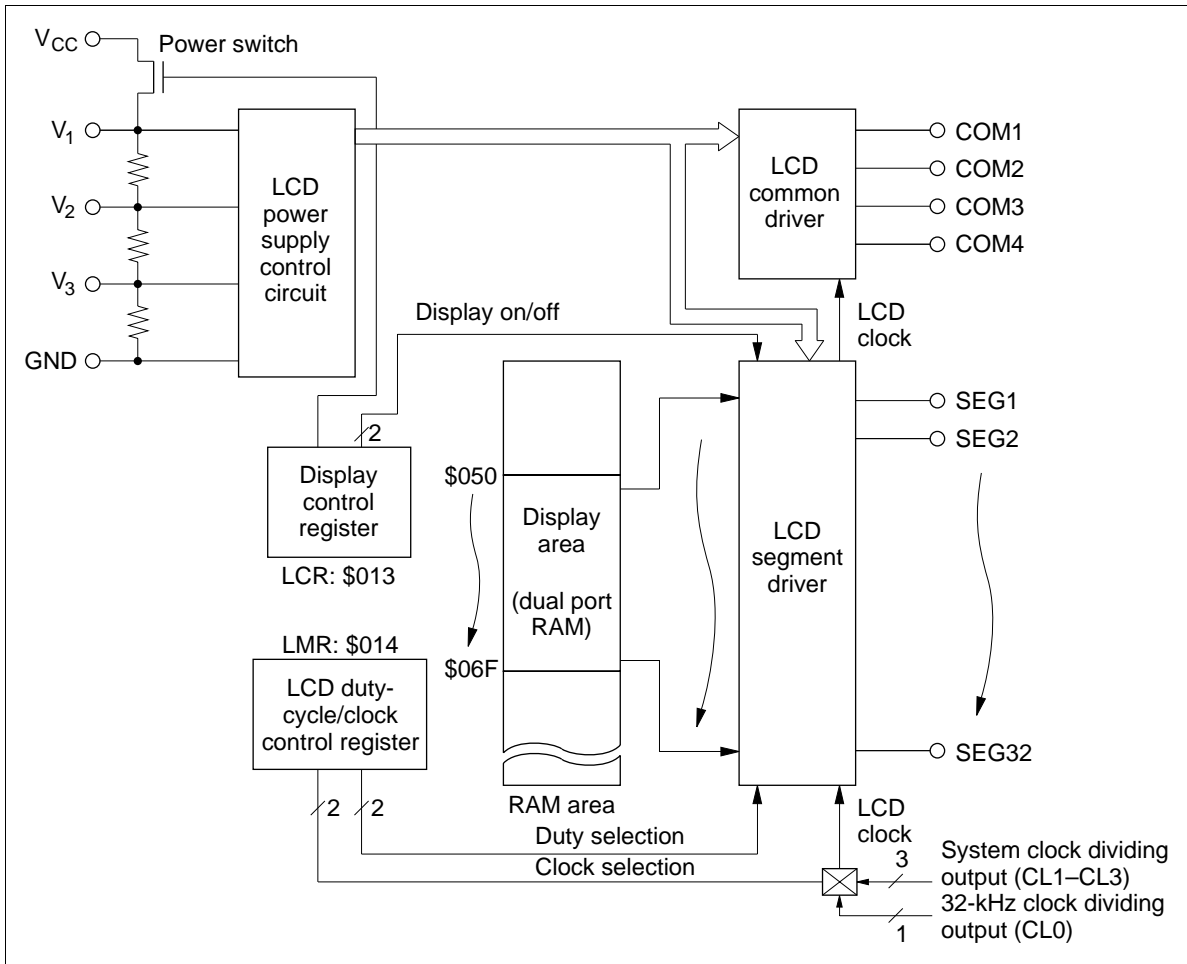 VCC
Power switch
V1
V2
V3
GND
LCD
power
supply
control
circuit
LCD
common
driver
COM1
COM2
COM3
COM4
LCD
clock
Display on/off
2
Display
control
register
LCR: $013
$050
Display
area
(dual port
RAM)
$06F
RAM area
LCD
segment
driver
SEG1
SEG2
SEG32
LMR: $014
LCD duty-
cycle/clock
control register
2
2
Duty selection
Clock selection
LCD
clock
3
System clock dividing
output (CL1–CL3)
1
32-kHz clock dividing
output (CL0)